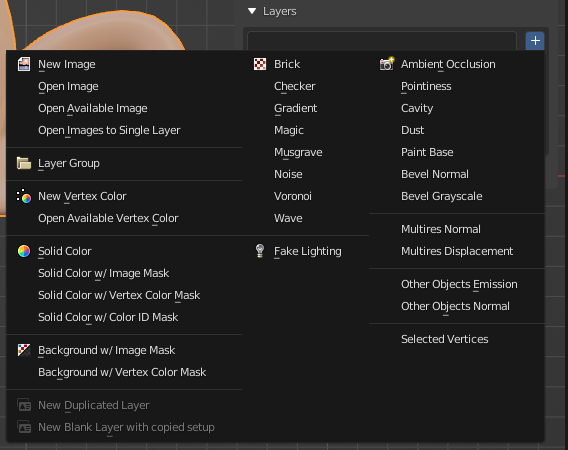 Layers
New Image
Open Image
Open Available Image
Open Images to Single Layer
Layer Group
New Vertex Color
Open Available Vertex Color
Solid Color
Solid Color w/ Image Mask
Solid Color w/ Vertex Color Mask
Solid Color w/ Color ID Mask
Background w/ Image Mask
Background w/ Vertex Color Mask
New Duplicated Layer
New Blank Layer with copied setup
Brick
Checker
Gradient
Magic
Musgrave
Noise
Voronoi
Wave
Fake Lighting
Ambient Occlusion
Pointiness
Cavity
Dust
Paint Base
Bevel Normal
Bevel Grayscale
Multires Normal
Multires Displacement
Other Objects Emission
Other Objects Normal
Selected Vertices